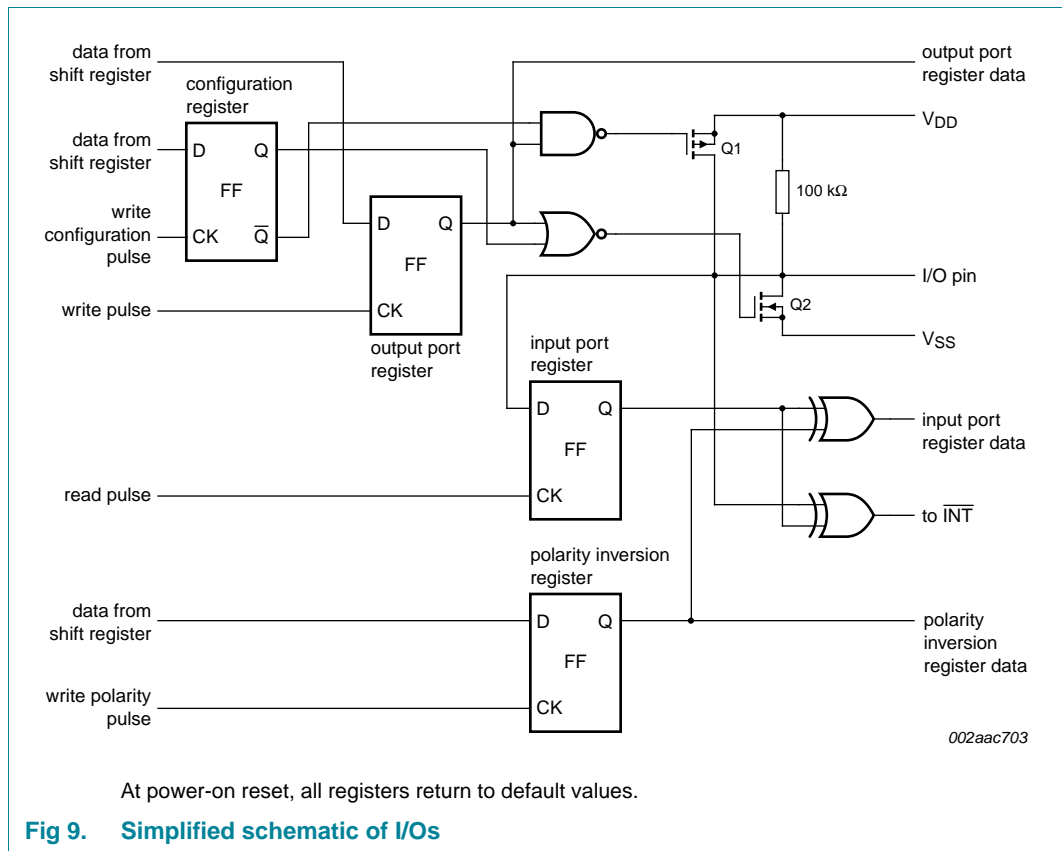 data from
shift register
configuration
register
data from
shift register
write
configuration
pulse
D
Q
FF
CK
Q̅
write pulse
D
Q
FF
CK
output port
register
output port
register data
VDD
Q1
100 kΩ
I/O pin
Q2
VSS
input port
register
D
Q
FF
CK
read pulse
input port
register data
to I̅N̅T̅
polarity inversion
register
data from
shift register
D
Q
FF
CK
write polarity
pulse
polarity
inversion
register data
002aac703
At power-on reset, all registers return to default values.
Fig 9. Simplified schematic of I/Os